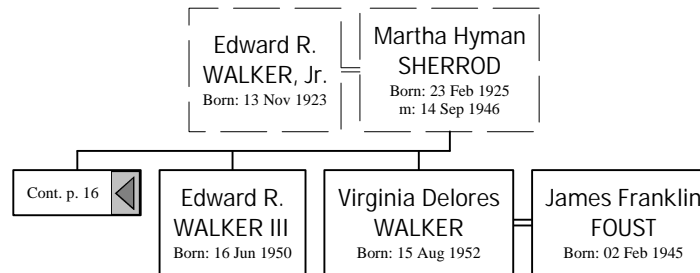 Edward R.
WALKER, Jr.
Born: 13 Nov 1923
Martha Hyman
SHERROD
Born: 23 Feb 1925
m: 14 Sep 1946
Cont. p. 16
Edward R.
WALKER III
Born: 16 Jun 1950
Virginia Delores
WALKER
Born: 15 Aug 1952
James Franklin
FOUST
Born: 02 Feb 1945